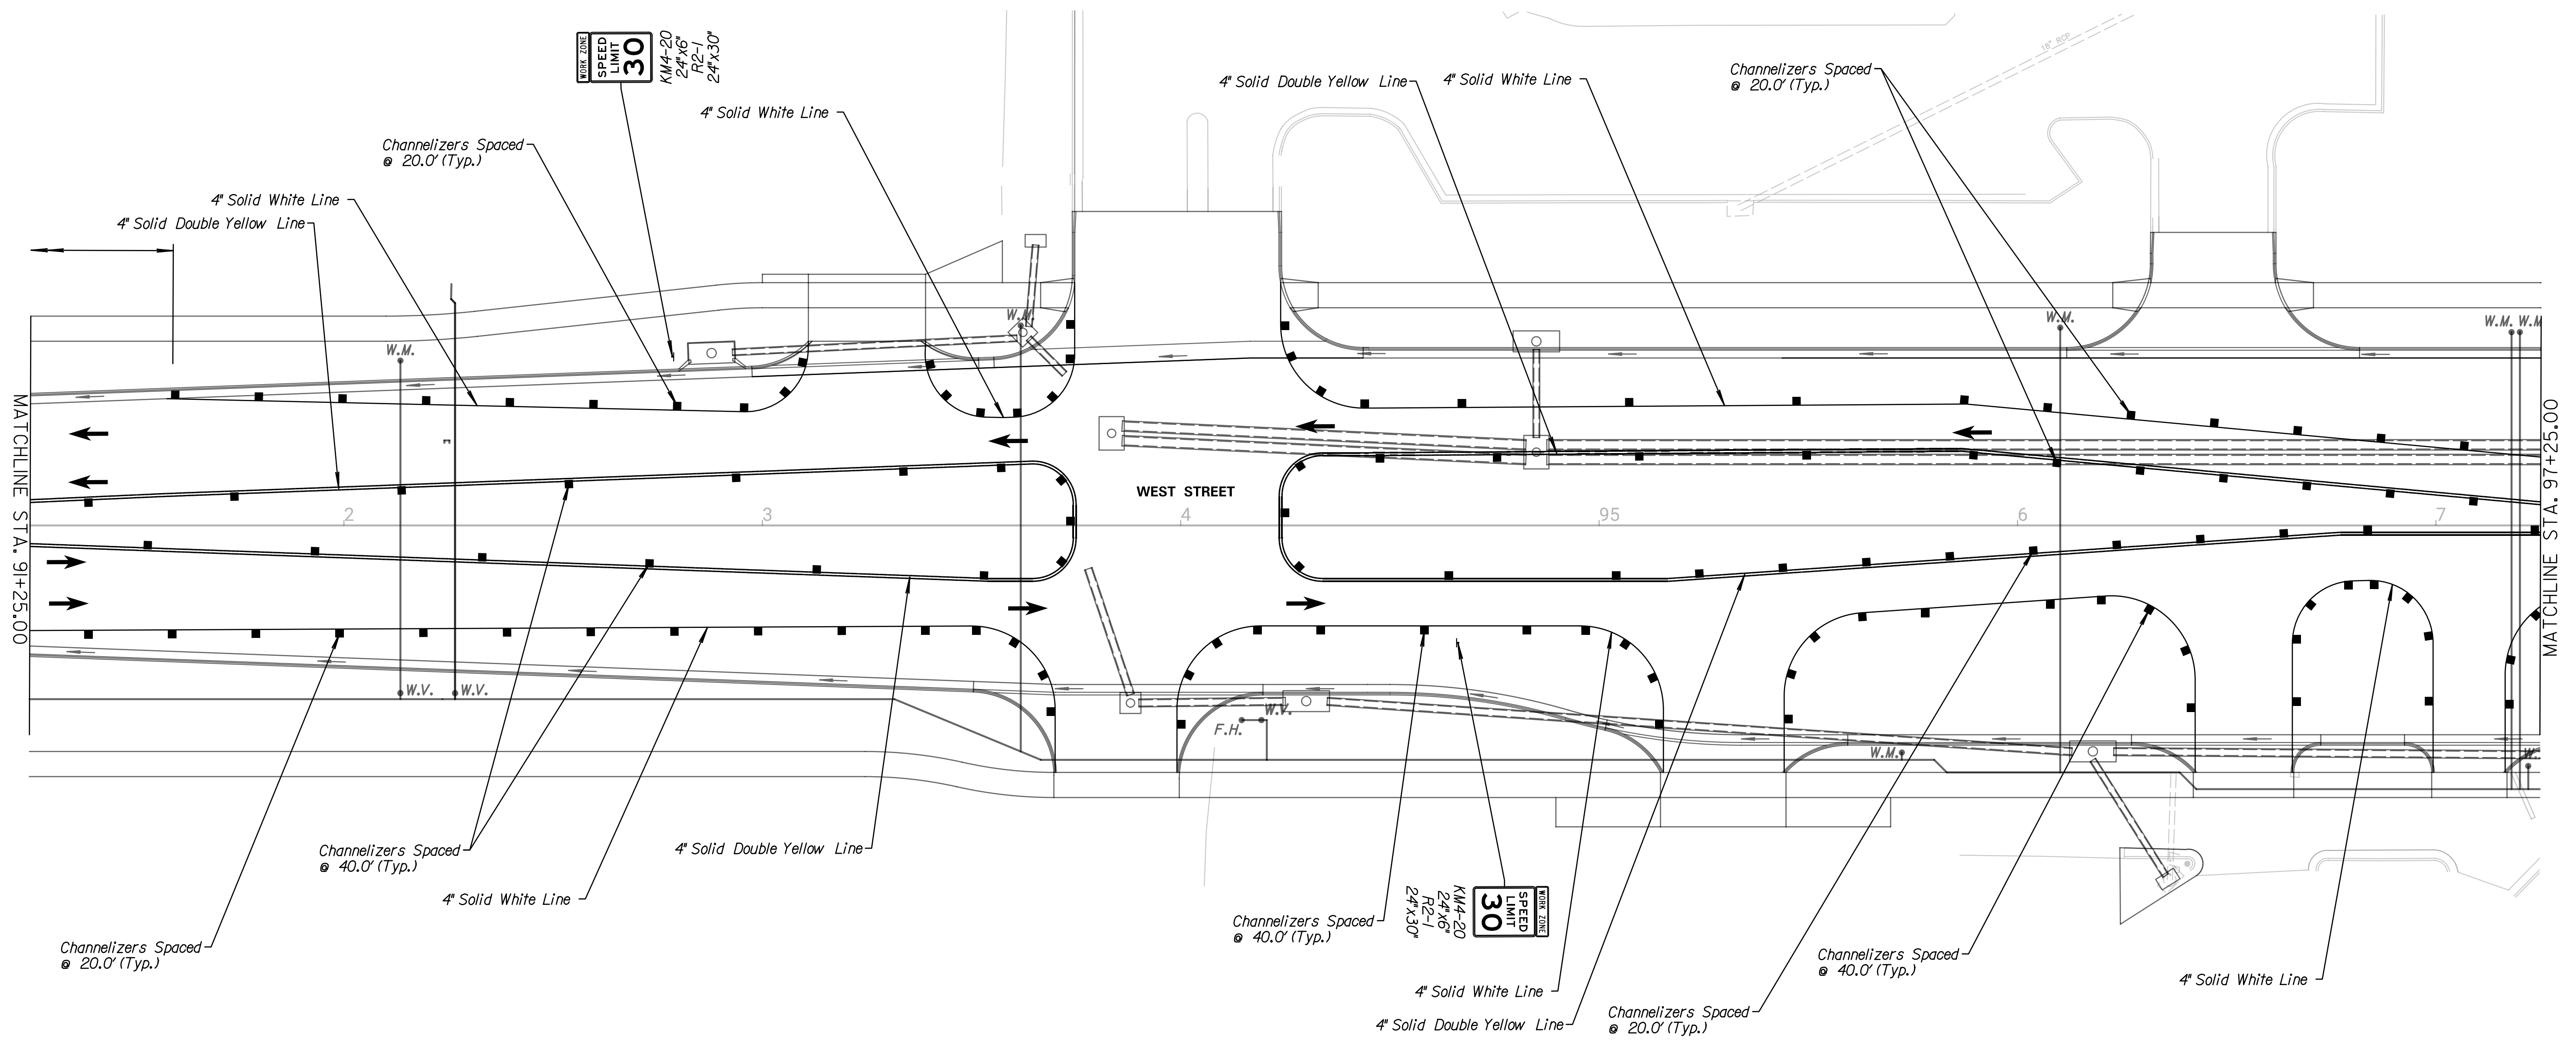 WORK ZONE
SPEED
LIMIT
30
KM4-20
24"x6"
R2-1
24"x30"
18" RCP
4" Solid Double Yellow Line
4" Solid White Line
Channelizers Spaced
@ 20.0' (Typ.)
4" Solid White Line
Channelizers Spaced
@ 20.0' (Typ.)
4" Solid White Line
4" Solid Double Yellow Line
W.M.
W.M.
W.M.
W.M.
W.M.
MATCHLINE STA. 91+25.00
MATCHLINE STA. 97+25.00
WEST STREET
2
3
4
95
6
7
W.V.
W.V.
W.V.
F.H.
W.M.
W.
Channelizers Spaced
@ 40.0' (Typ.)
4" Solid Double Yellow Line
4" Solid White Line
Channelizers Spaced
@ 20.0' (Typ.)
WORK ZONE
SPEED
LIMIT
30
KM4-20
24"x6"
R2-1
24"x30"
Channelizers Spaced
@ 40.0' (Typ.)
Channelizers Spaced
@ 40.0' (Typ.)
4" Solid White Line
4" Solid White Line
Channelizers Spaced
@ 20.0' (Typ.)
4" Solid Double Yellow Line